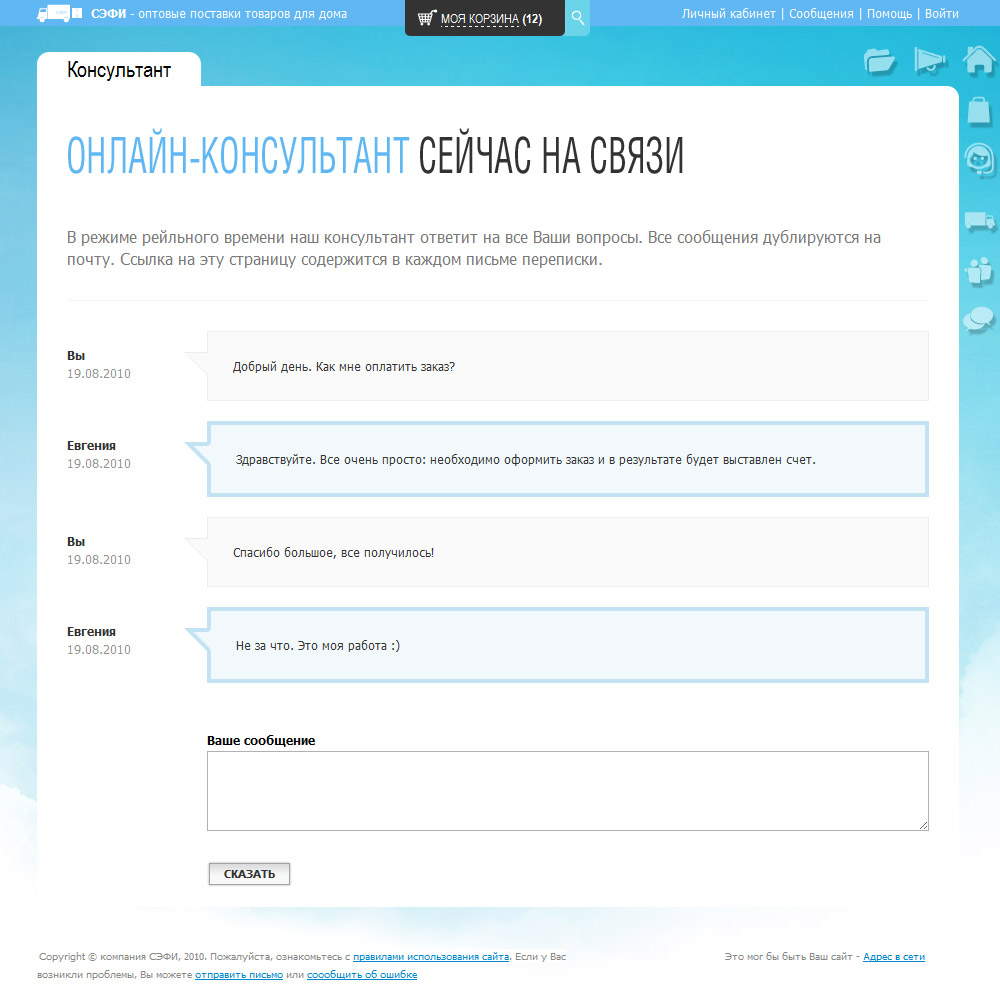 СЭФИ - оптовые поставки товаров для дома
МОЯ КОРЗИНА (12)
Личный кабинет | Сообщения | Помощь | Войти
Консультант
ОНЛАЙН-КОНСУЛЬТАНТ СЕЙЧАС НА СВЯЗИ
В режиме рейльного времени наш консультант ответит на все Ваши вопросы. Все сообщения дублируются на
почту. Ссылка на эту страницу содержится в каждом письме переписки.
Вы
19.08.2010
Добрый день. Как мне оплатить заказ?
Евгения
19.08.2010
Здравствуйте. Все очень просто: необходимо оформить заказ и в результате будет выставлен счет.
Вы
19.08.2010
Спасибо большое, все получилось!
Евгения
19.08.2010
Не за что. Это моя работа :)
Ваше сообщение
СКАЗАТЬ
Copyright © компания СЭФИ, 2010. Пожалуйста, ознакомьтесь с правилами использования сайта. Если у Вас
возникли проблемы, Вы можете отправить письмо или соообщить об ошибке
Это мог бы быть Ваш сайт - Адрес в сети